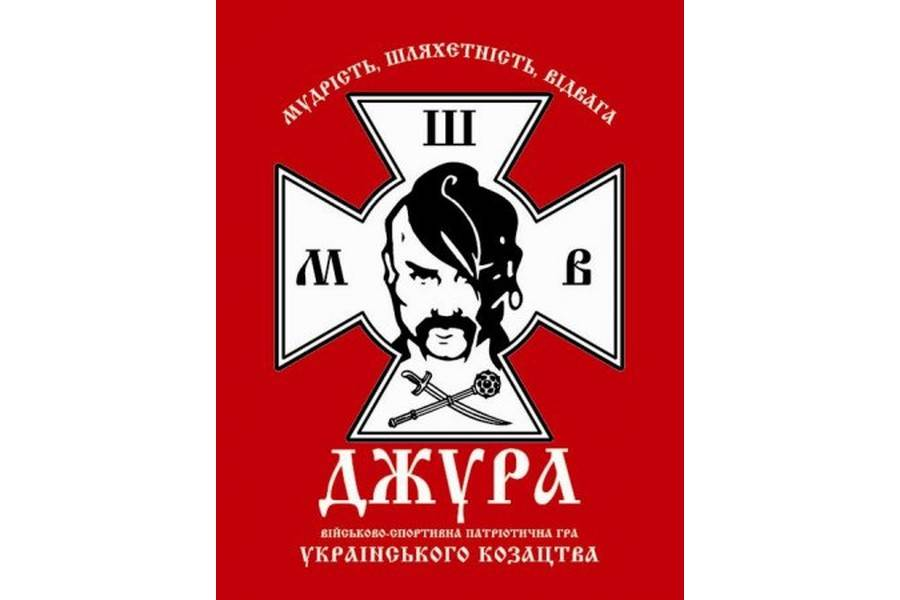 МУДРІСТЬ, ШЛЯХЕТНІСТЬ, ВІДВАГА
Ш
М В
ДЖУРА
ВІЙСЬКОВО-СПОРТИВНА ПАТРІОТИЧНА ГРА
УКРАЇНСЬКОГО КОЗАЦТВА